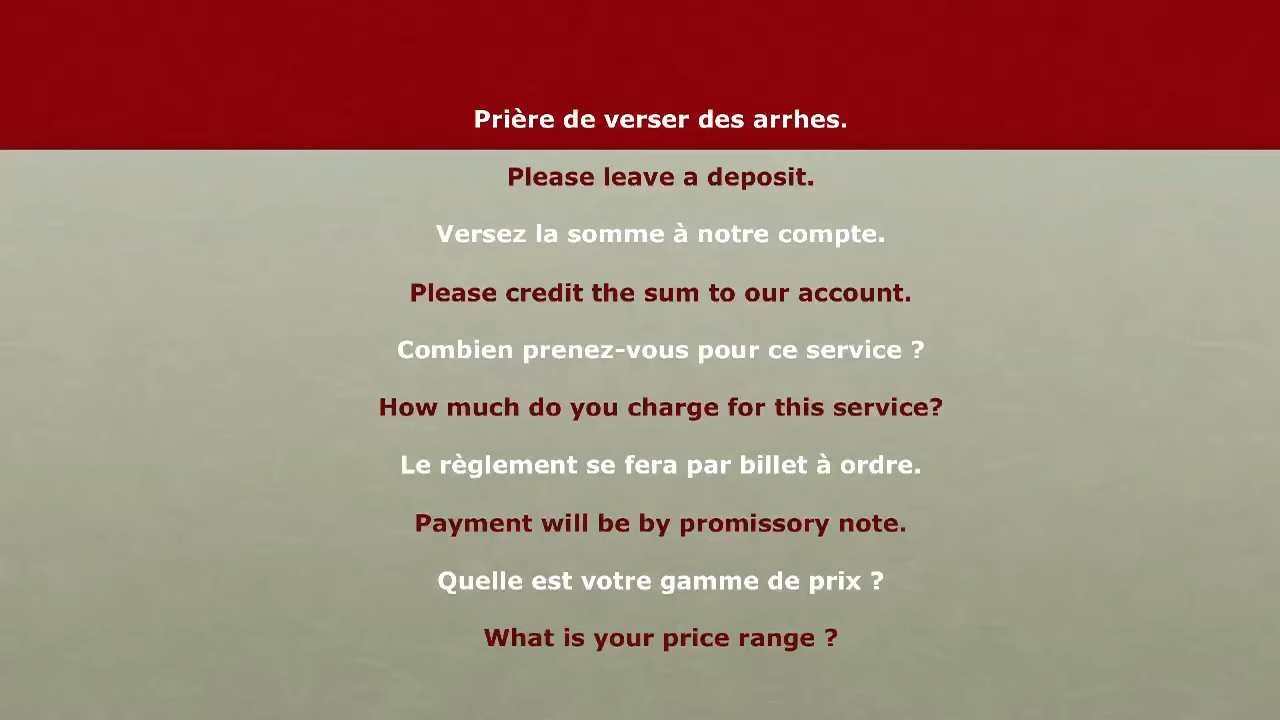 Prière de verser des arrhes.
Please leave a deposit.
Versez la somme à notre compte.
Please credit the sum to our account.
Combien prenez-vous pour ce service ?
How much do you charge for this service?
Le règlement se fera par billet à ordre.
Payment will be by promissory note.
Quelle est votre gamme de prix ?
What is your price range ?